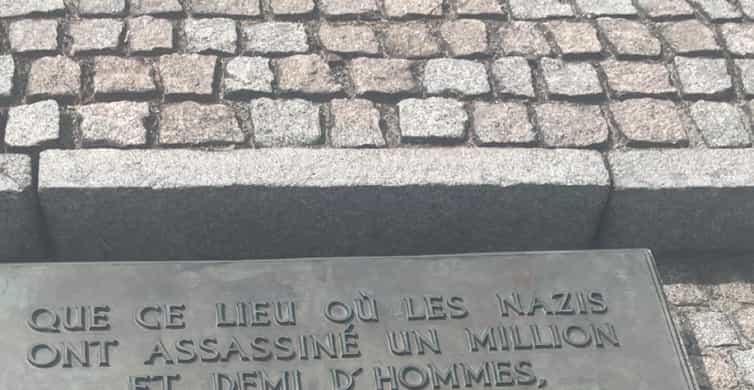 QUE CE LIEU OÙ LES NAZIS
ONT ASSASSINÉ UN MILLION
ET DEMI D'HOMMES,